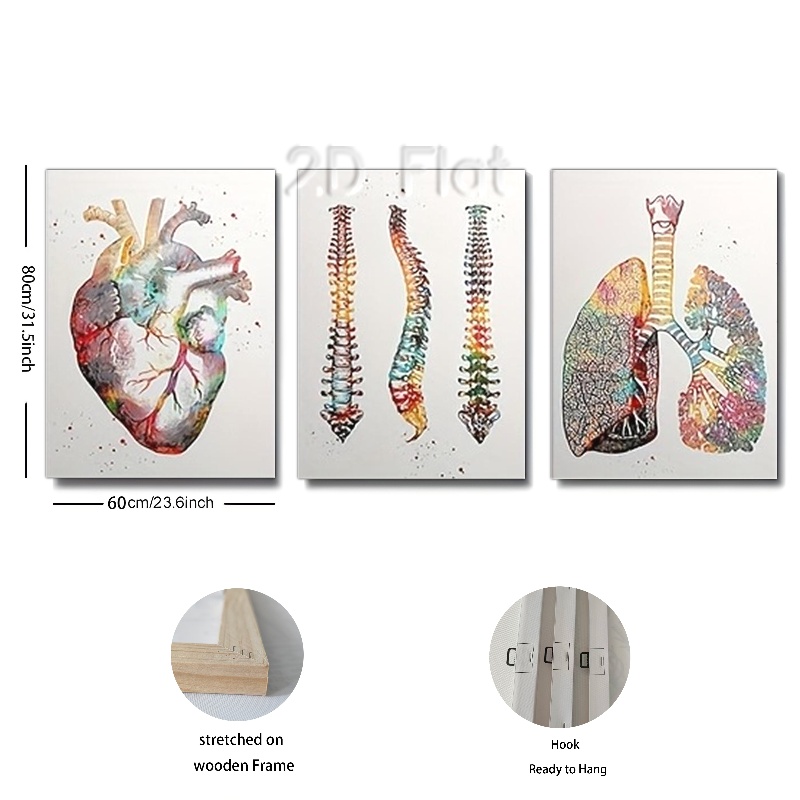 2D Flat
80cm/31.5inch
60cm/23.6inch
stretched on
wooden Frame
Hook
Ready to Hang